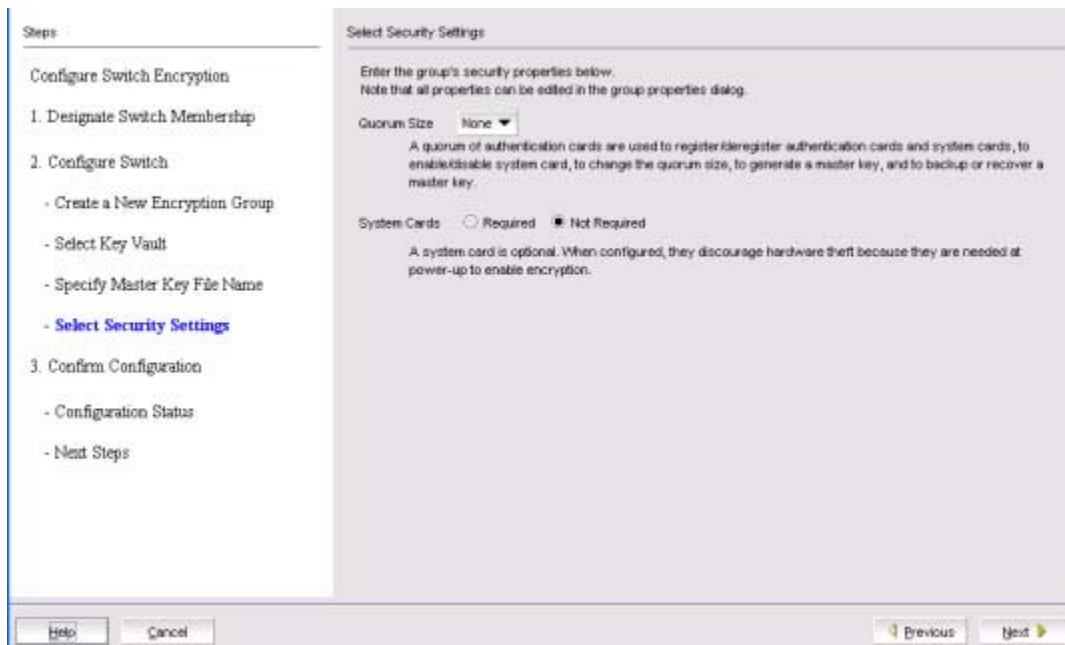 Steps
Configure Switch Encryption
1. Designate Switch Membership
2. Configure Switch
- Create a New Encryption Group
- Select Key Vault
- Specify Master Key File Name
- Select Security Settings
3. Confirm Configuration
- Configuration Status
- Next Steps
Select Security Settings
Enter the group's security properties below.
Note that all properties can be edited in the group properties dialog.
Quorum Size None
A quorum of authentication cards are used to register/deregister authentication cards and system cards, to
enable/disable system card, to change the quorum size, to generate a master key, and to backup or recover a
master key.
System Cards Required Not Required
A system card is optional. When configured, they discourage hardware theft because they are needed at
power-up to enable encryption.
Help Cancel Previous Next